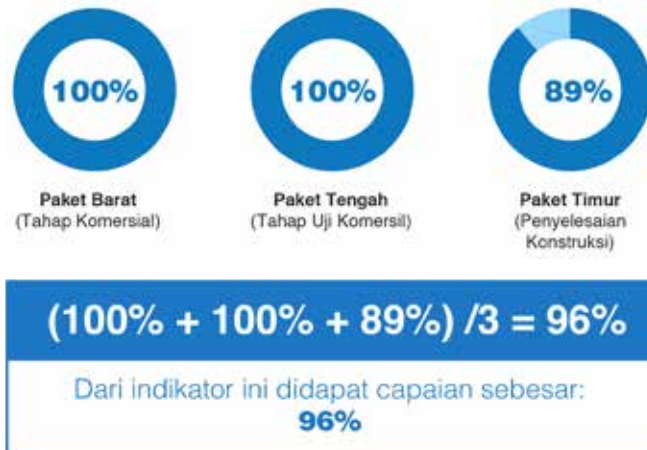 100%
100%
89%
Paket Barat
(Tahap Komersial)
Paket Tengah
(Tahap Uji Komersil)
Paket Timur
(Penyelesaian
Konstruksi)
(100% + 100% + 89%) /3 = 96%
Dari indikator ini didapat capaian sebesar:
96%